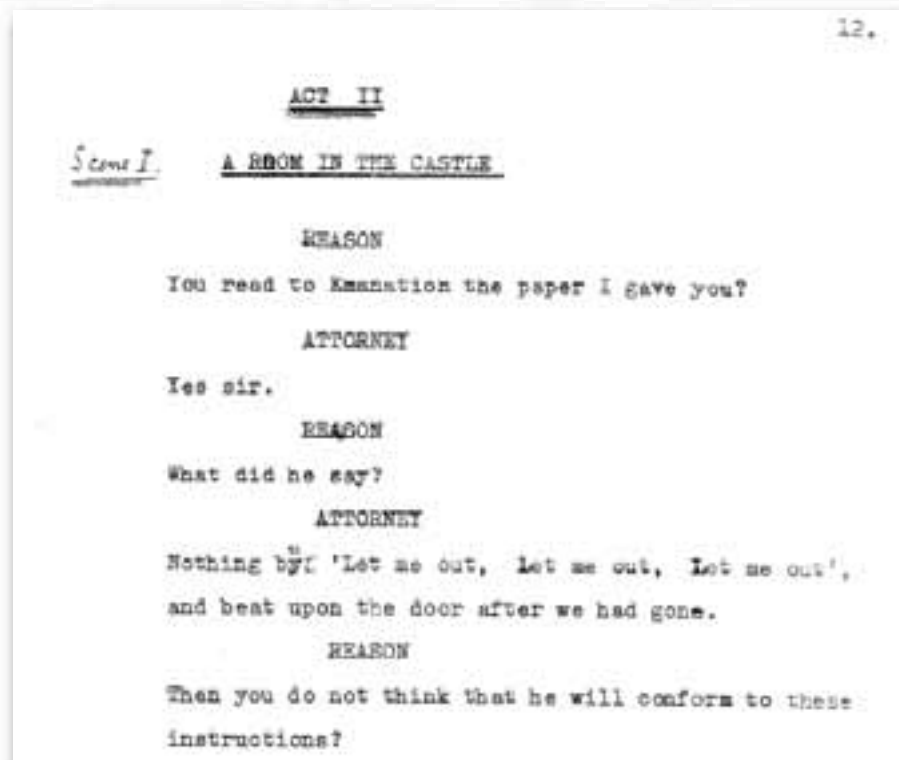 12.
ACT II
Scene I. A ROOM IN THE CASTLE
REASON
You read to Emanation the paper I gave you?
ATTORNEY
Yes sir.
REASON
What did he say?
ATTORNEY
Nothing but 'Let me out, Let me out, Let me out',
and beat upon the door after we had gone.
REASON
Then you do not think that he will conform to these
instructions?